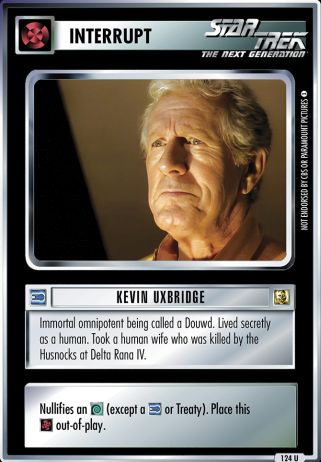 INTERRUPT
STAR TREK
THE NEXT GENERATION
NOT ENDORSED BY CBS OR PARAMOUNT PICTURES
KEVIN UXBRIDGE
Immortal omnipotent being called a Douwd. Lived secretly
as a human. Took a human wife who was killed by the
Husnocks at Delta Rana IV.
Nullifies an (except a or Treaty). Place this
out-of-play.
124 U